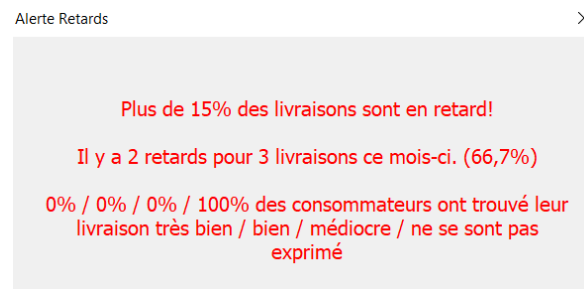 Alerte Retards
Plus de 15% des livraisons sont en retard!
Il y a 2 retards pour 3 livraisons ce mois-ci. (66,7%)
0% / 0% / 0% / 100% des consommateurs ont trouvé leur
livraison très bien / bien / médiocre / ne se sont pas
exprimé